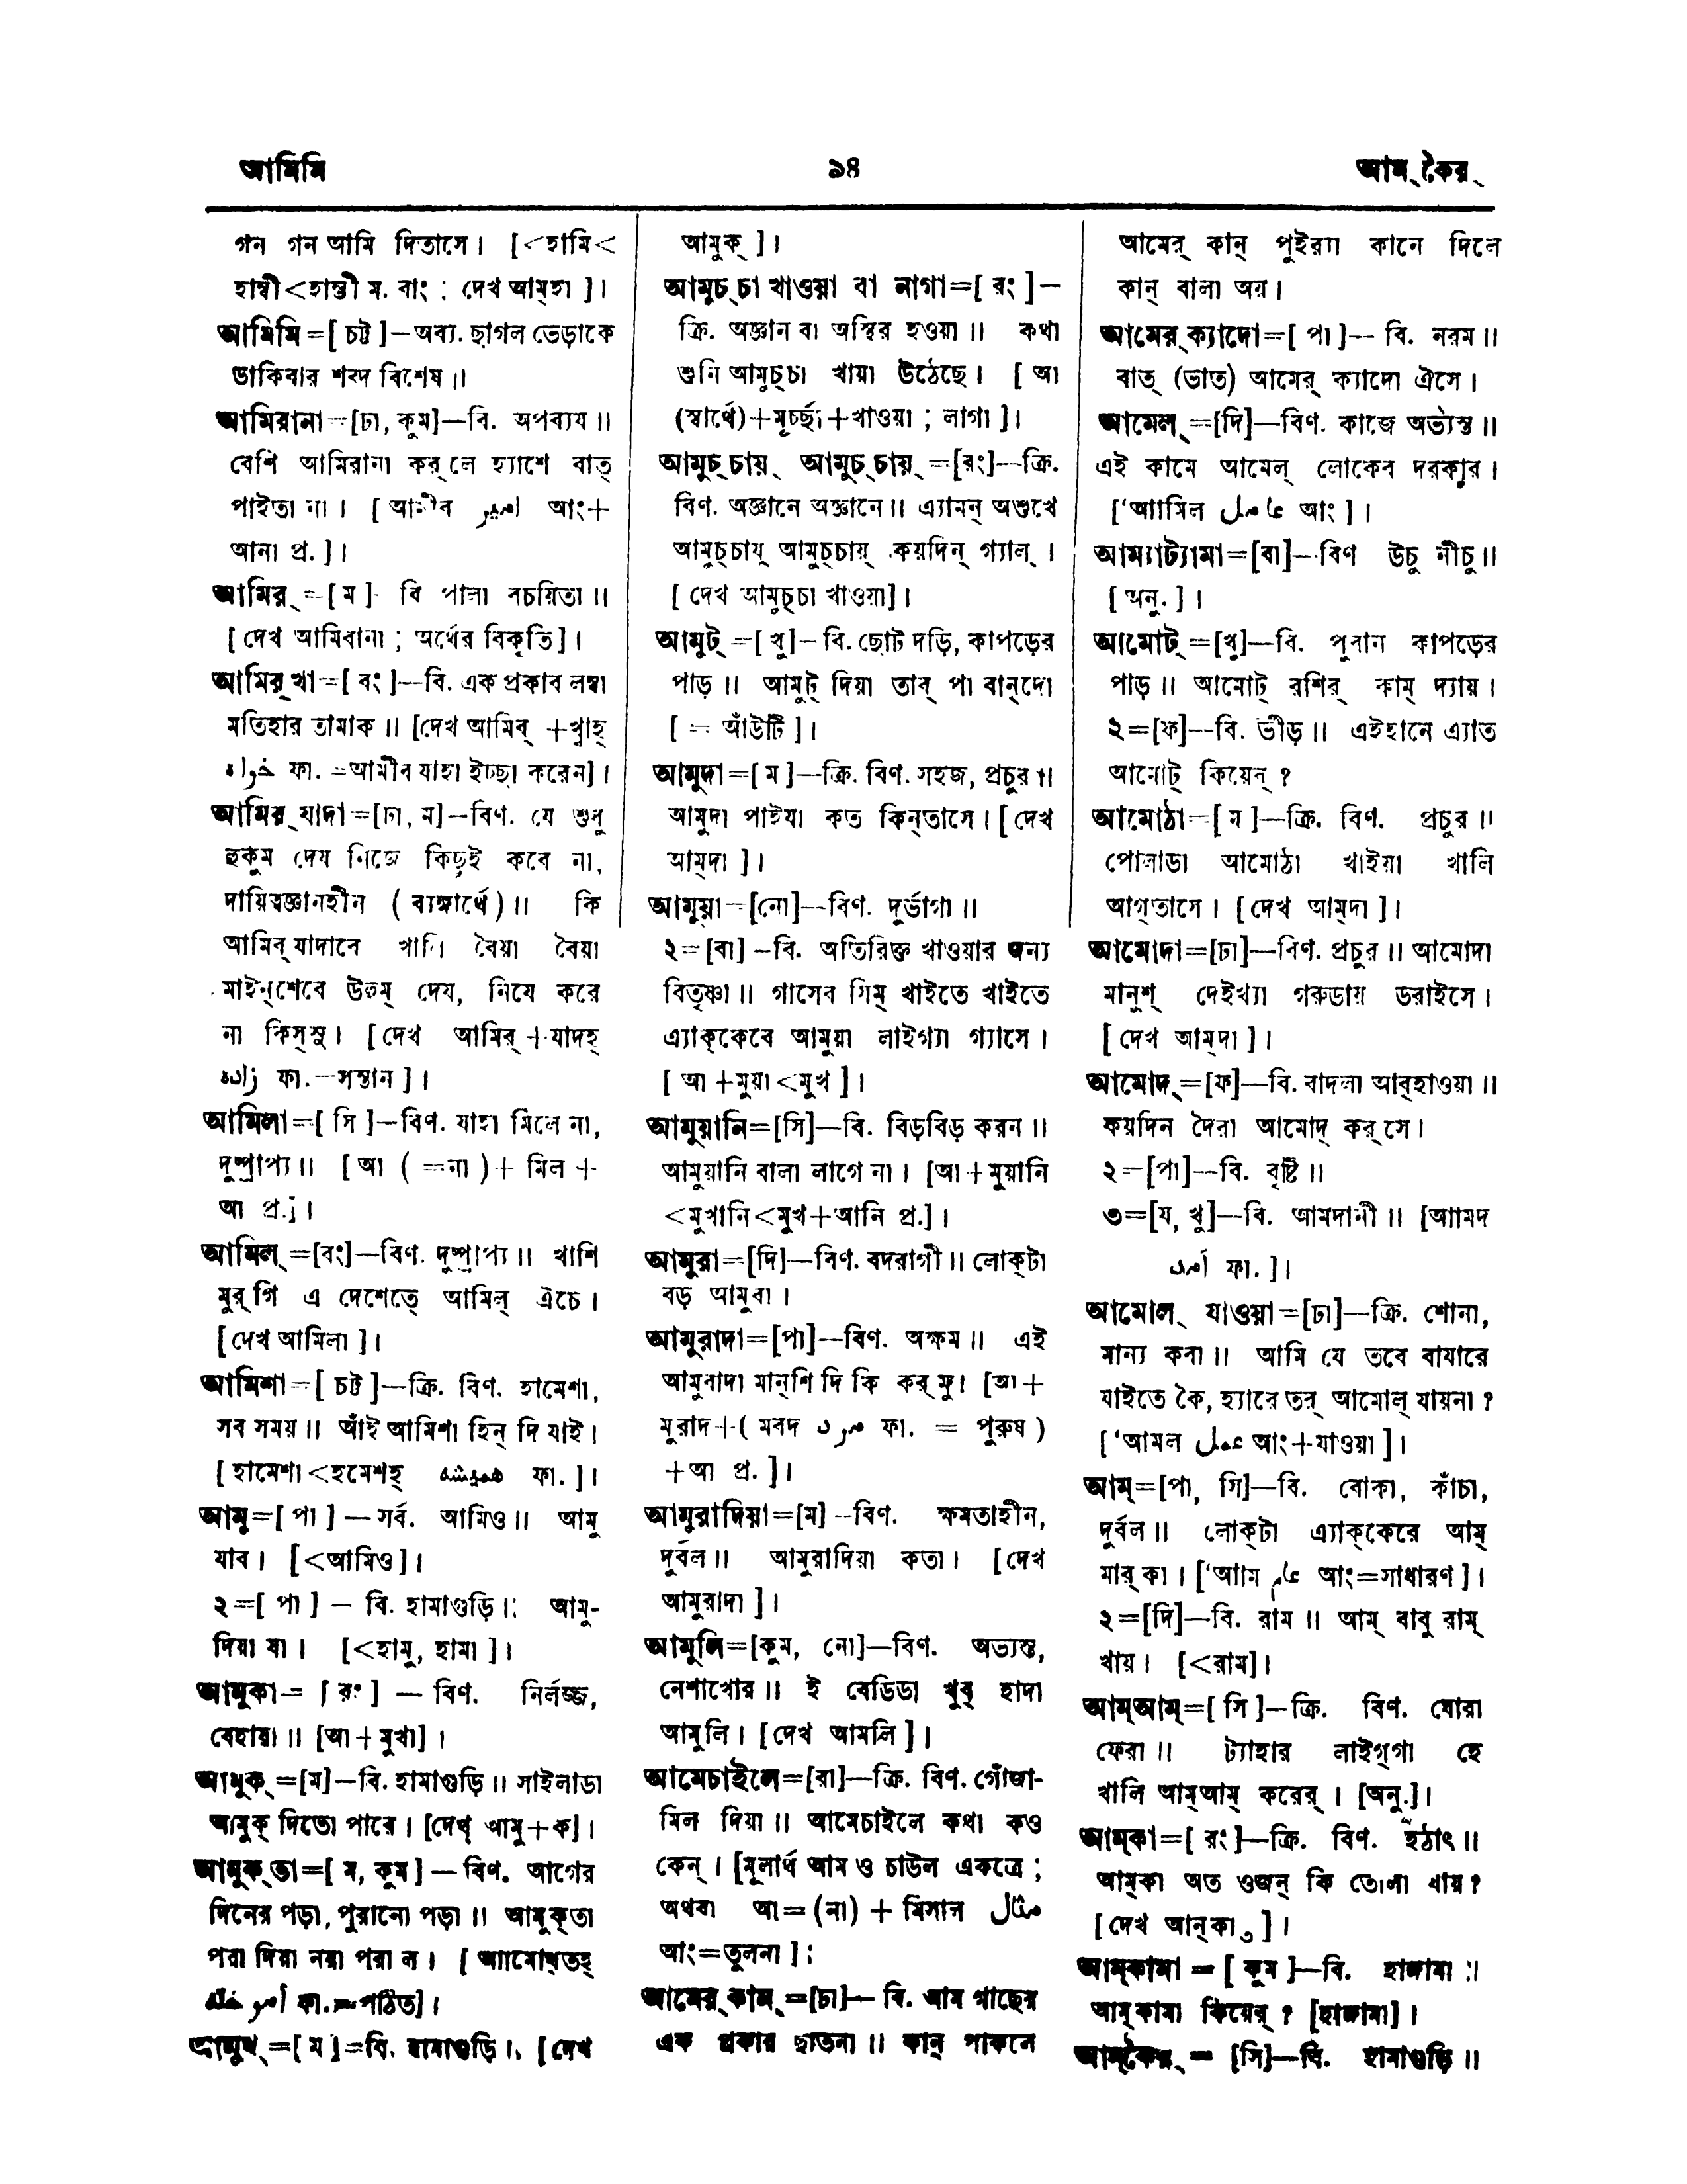 আমিমি
৯৪
আম্‌কৈর্‌
গন গন আমি দিতাসে। [<হামি<
হাম্বী<হাম্ভী ম. বাং ; দেখ আম্‌হা ]।
আমিমি=[ চট্ট ]—অব্য. ছাগল ভেড়াকে
ডাকিবার শব্দ বিশেষ॥
আমিরানা=[ঢা, কুম]—বি. অপব্যয়॥
বেশি আমিরানা কর্‌লে হ্যাশে বাত্‌
পাইতা না। [ আমীব امیر আং+
আনা প্র. ]।
আমির্‌=[ ম ]- বি পালা বচয়িতা॥
[ দেখ আমিবানা ; অর্থের বিকৃতি]।
আমির্‌খা=[ বং ]—বি. এক প্রকাব লম্বা
মতিহার তামাক॥ [দেখ আমিব্‌ +খ্বাহ্‌
خواه ফা. =আমীব যাহা ইচ্ছা করেন]।
আমির্‌যাদা=[ঢা, ম]—বিণ. যে শুধু
হুকুম দেয নিজে কিছুই কবে না,
দায়িত্বজ্ঞানহীন ( ব্যঙ্গার্থে )॥ কি
আমিব্‌যাদাবে খালি বৈয়া বৈয়া
মাইন্‌শেবে উকুম্‌ দেয, নিযে করে
না কিস্‌সু। [দেখ আমির্‌+যাদহ্‌
زاده ফা.—সন্তান ]।
আমিলা=[ সি ]—বিণ. যাহা মিলে না,
দুষ্প্রাপ্য॥ [ আ ( =না )+ মিল +
আ প্র.]।
আমিল্‌=[বং]—বিণ. দুষ্প্রাপ্য॥ খাশি
মুর্‌গি এ দেশেতে্‌ আমিল্‌ ঐচে।
[ দেখ আমিলা ]।
আমিশা=[ চট্ট ]—ক্রি. বিণ. হামেশা,
সব সময়॥ আঁই আমিশা হিন্‌ দি যাই।
[ হামেশা<হমেশহ্‌ همیشه ফা. ]।
আমু=[ পা ]—সর্ব. আমিও॥ আমু
যাব। [<আমিও]।
২=[ পা ] — বি. হামাগুড়ি॥ আমু-
দিয়া যা। [<হামু, হামা ]।
আমুকা= [ রং ] — বিণ. নির্লজ্জ,
বেহায়া॥ [আ+মুখা]।
আমুক্‌=[ম]—বি. হামাগুড়ি॥ সাইলাডা
আমুক্‌ দিতো পারে। [দেখ্‌ আমু+ক]।
আমুক্‌তা=[ ম, কুম ]—বিণ. আগের
দিনের পড়া, পুরানো পড়া॥ আমুক্‌তা
পরা দিয়া নয়া পরা ল। [ আমোখ্‌তহ্‌
آموخته ফা.=পঠিত]।
আমুখ্‌=[ ম ]=বি. হামাগুড়ি॥ [দেখ
আমুক্‌ ]।
আমুচ্‌চা খাওয়া বা নাগা=[ রং ]—
ক্রি. অজ্ঞান বা অস্থির হওয়া॥ কথা
শুনি আমুচ্‌চা খায়া উঠেছে। [ আ
(স্বার্থে)+মূচর্ছা+খাওয়া ; লাগা ]।
আমুচ্‌চায়্‌ আমুচ্‌চায়্‌=[রং]—ক্রি.
বিণ. অজ্ঞানে অজ্ঞানে॥ এ্যামন্‌ অশুখে
আমুচ্‌চায়্‌ আমুচ্‌চায়্‌ কয়দিন্‌ গ্যাল্‌।
[ দেখ আমুচ্‌চা খাওয়া]।
আমুট্‌=[ খু ]—বি. ছোট দড়ি, কাপড়ের
পাড়॥ আমুট্‌ দিয়া তাব্‌ পা বান্‌দো
[ = আঁউটি ]।
আমুদা=[ ম ]—ক্রি. বিণ. সহজ, প্রচুর॥
আমুদা পাইযা কত কিন্‌তাসে। [ দেখ
আম্‌দা ]।
আমুয়া=[নো]—বিণ. দুর্ভাগা॥
২=[বা] —বি. অতিরিক্ত খাওয়ার জন্য
বিতৃষ্ণা॥ গাসেব সিম্‌ খাইতে খাইতে
এ্যাক্‌কেবে আমুয়া লাইগ্যা গ্যাসে।
[ আ +মুয়া<মুখ ]।
আমুয়ানি=[সি]—বি. বিড়বিড় করন॥
আমুয়ানি বালা লাগে না। [আ+মুয়ানি
<মুখানি<মুখ+আনি প্র.]।
আমুরা=[দি]—বিণ. বদরাগী॥ লোক্‌টা
বড় আমুবা।
আমুরাদা=[পা]—বিণ. অক্ষম॥ এই
আমুবাদা মান্‌শি দি কি কর্‌মু। [আ+
মুরাদ+( মবদ مرد ফা. = পুরুষ )
+আ প্র. ]।
আমুরাদিয়া=[ম]—বিণ. ক্ষমতাহীন,
দুর্বল॥ আমুরাদিয়া কতা। [দেখ
আমুরাদা ]।
আমুলি=[কুম, নো]—বিণ. অভ্যস্ত,
নেশাখোর॥ ই বেডিডা খুব্‌ হাদা
আমুলি। [দেখ আমলি ]।
আমেচাইলে=[রা]—ক্রি. বিণ. গোঁজা-
মিল দিয়া॥ আমেচাইলে কথা কও
কেন্‌। [মূলার্থ আম ও চাউল একত্রে ;
অথবা আ=(না)+মিসাল مثال
আং=তুলনা ]।
আমের্‌কাম্‌=[চা]— বি. আম গাছের
এক প্রকার ছাতনা॥ কান্‌ পাকনে
আমের্‌ কান্‌ পুইর্যা কানে দিলে
কান্‌ বালা অয়।
আমের্‌ক্যাদো=[ পা ]— বি. নরম॥
বাত্‌ (ভাত) আমের্‌ ক্যাদো ঐসে।
আমেল্‌=[দি]—বিণ. কাজে অভ্যস্ত॥
এই কামে আমেল্‌ লোকেব দরকার।
['আামিল عامل আং ]।
আম্যাট্যামা=[বা]—বিণ উচু নীচু॥
[ অনু. ]।
আমোট্‌=[খু]—বি. পুবান কাপড়ের
পাড়॥ আমোট্‌ রশির্‌ কাম্‌ দ্যায়।
২=[ফ]—বি. ভীড়॥ এইহানে এ্যাত
আমোট্‌ কিয়েব্‌ ?
আমোঠা=[ ম ]—ক্রি. বিণ. প্রচুর॥
পোলাডা আমোঠা খাইয়া খালি
আগ্‌তাসে। [ দেখ আম্‌দা ]।
আমোদা=[ঢা]—বিণ. প্রচুর॥ আমোদা
মানুশ্‌ দেইখ্যা গরুডায় ডরাইসে।
[ দেখ আম্‌দা ]।
আমোদ্‌=[ফ]—বি. বাদলা আব্‌হাওয়া॥
কয়দিন দৈরা আমোদ্‌ কর্‌সে।
২=[পা]—বি. বৃষ্টি॥
৩=[য, খু]—বি. আমদানী॥ [আামদ
آمد ফা. ]।
আমোল্‌ যাওয়া=[ঢা]—ক্রি. শোনা,
মান্য কবা॥ আমি যে তবে বাযারে
যাইতে কৈ, হ্যারে তর্‌ আমোল্‌ যায়না ?
['আমল عمل আং+যাওয়া ]।
আম্‌=[পা, সি]—বি. বোকা, কাঁচা,
দুর্বল॥ লোক্‌টা এ্যাক্‌কেরে আম্‌
মার্‌কা। ['আাম عام আং=সাধারণ ]।
২=[দি]—বি. রাম॥ আম্‌ বাবু রাম্‌
খায়। [<রাম]।
আম্‌আম্‌=[ সি ]—ক্রি. বিণ. ঘোরা
ফেরা॥ ট্যাহার লাইগ্‌গা হে
খালি আম্‌আম্‌ করের্‌। [অনু.]।
আম্‌কা=[ রং ]—ক্রি. বিণ. হঠাৎ॥
আম্‌কা অত ওজন্‌ কি তোলা যায় ?
[ দেখ আন্‌কা ]।
আম্‌কামা = [ কুম ]—বি. হাঙ্গামা॥
আম্‌কামা কিয়ের্‌ ? [হাঙ্গামা]।
আম্‌কৈর্‌ = [সি]—বি. হামাগুড়ি॥